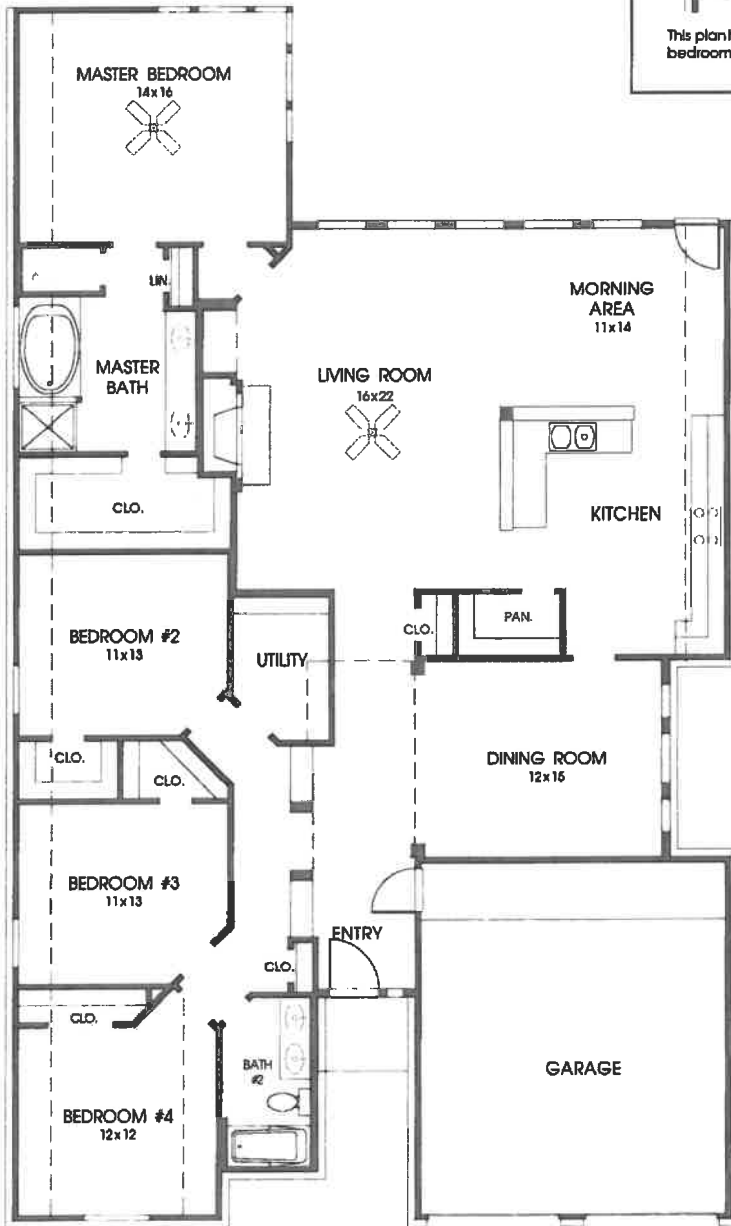 This plan
bedroom
MASTER BEDROOM
14x16
LIN.
MORNING
AREA
11x14
MASTER
BATH
LIVING ROOM
16x22
CLO.
KITCHEN
BEDROOM #2
11x13
UTILITY
CLO.
PAN.
CLO.
CLO.
DINING ROOM
12x15
BEDROOM #3
11x13
ENTRY
CLO.
CLO.
BATH
#2
GARAGE
BEDROOM #4
12x12